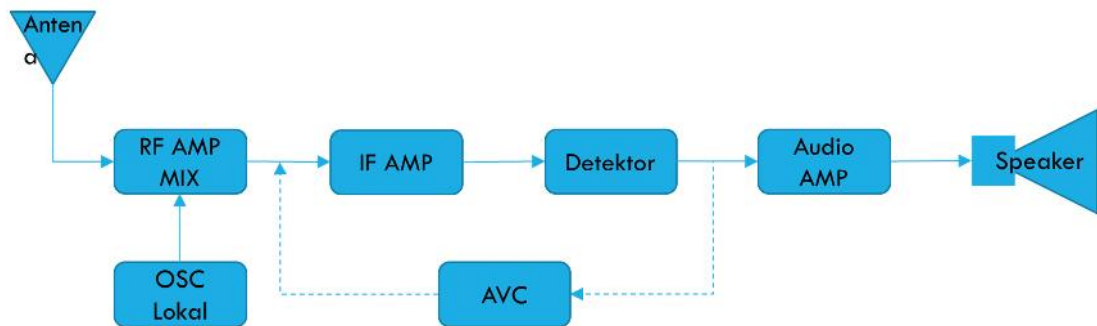 Anten
a
RF AMP
MIX
IF AMP
Detektor
Audio
AMP
Speaker
OSC
Lokal
AVC